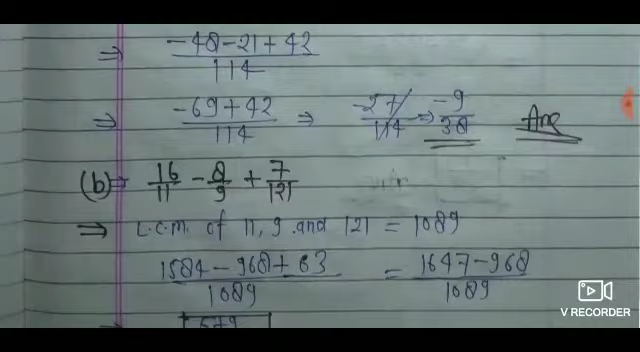 ⇒ -48-21+42/114
⇒ -69+42/114 ⇒ -27/114 ⇒ -9/38 Ans
(b)⇒ 16/11 - 8/9 + 7/121
⇒ L.C.M. of 11, 9 and 121 = 1089
1584-968+63/1089 = 1647-968/1089
679
V RECORDER